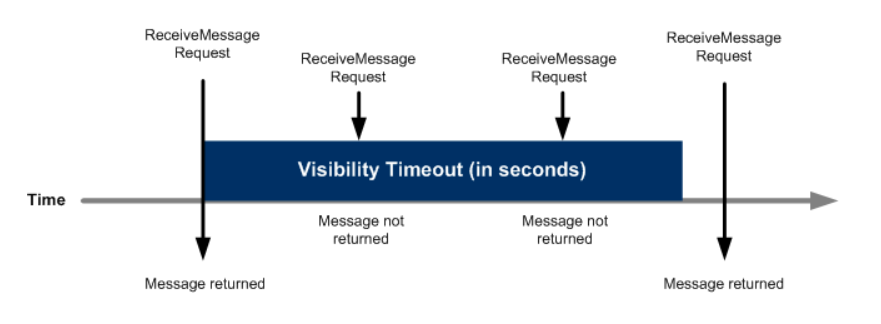 ReceiveMessage
Request
ReceiveMessage
Request
ReceiveMessage
Request
ReceiveMessage
Request
Visibility Timeout (in seconds)
Time
Message not
returned
Message not
returned
Message returned
Message returned